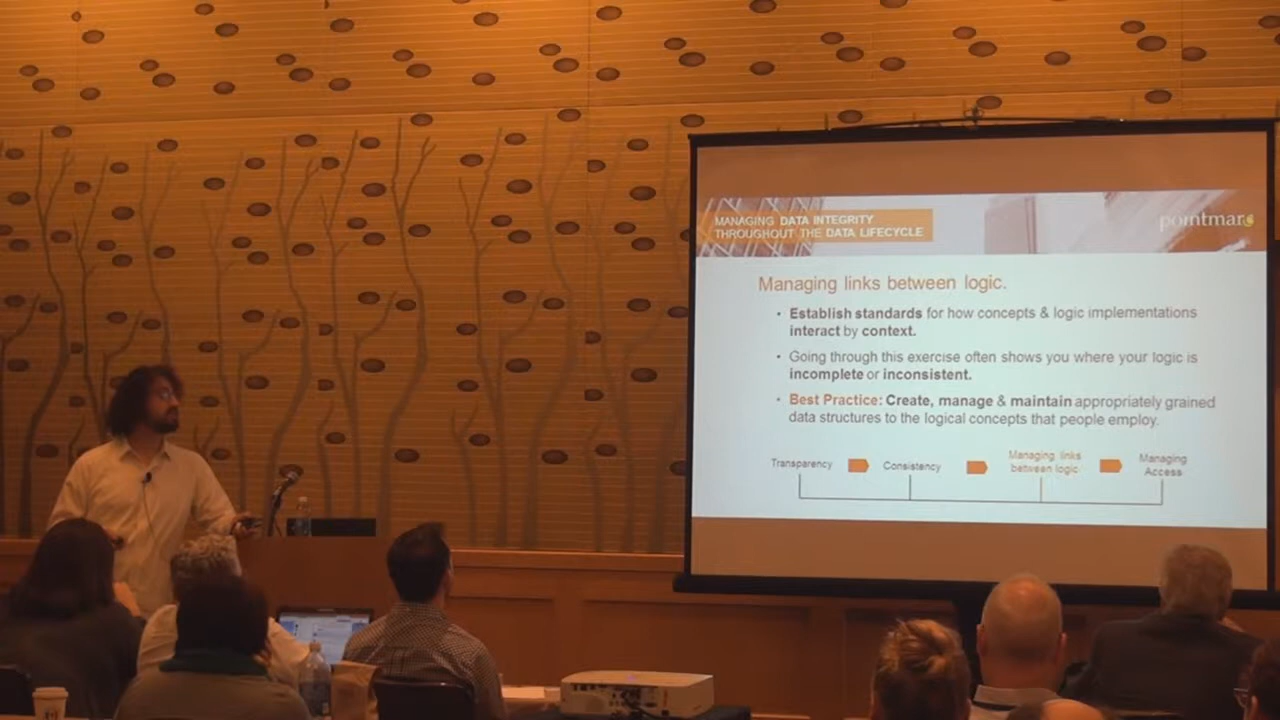 MANAGING DATA INTEGRITY
THROUGHOUT THE DATA LIFECYCLE
pointmarc
Managing links between logic.
• Establish standards for how concepts & logic implementations
interact by context.
• Going through this exercise often shows you where your logic is
incomplete or inconsistent.
• Best Practice: Create, manage & maintain appropriately grained
data structures to the logical concepts that people employ.
Transparency
Consistency
Managing links
between logic
Managing
Access